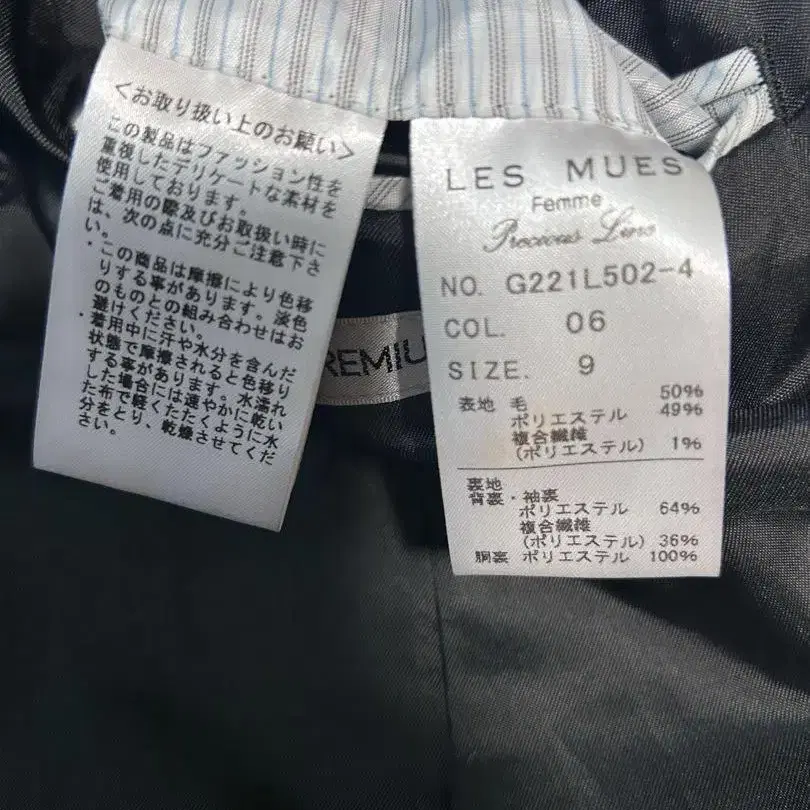 <お取り扱い上のお願い>
この製品はファッション性を
重視したデリケートな素材を
使用しております。
ご着用の際及びお取扱い時に
は、次の点に充分ご注意下さ
い。
・この商品は摩擦により色移
りする事があります。淡色
のものとの組み合わせはお
避けください。
・着用中に汗や水分を含んだ
状態で摩擦されると色移り
する事があります。水濡れ
した場合には速やかに乾い
た布で軽くたたくように水
分をとり、乾燥させてくだ
さい。
REMIU
LES MUES
Femme
Precious Line
NO. G221L502-4
COL. 06
SIZE. 9
表地 毛 50%
ポリエステル 49%
複合繊維
(ポリエステル) 1%
裏地
背裏・袖裏
ポリエステル 64%
複合繊維
(ポリエステル) 36%
胴裏 ポリエステル 100%